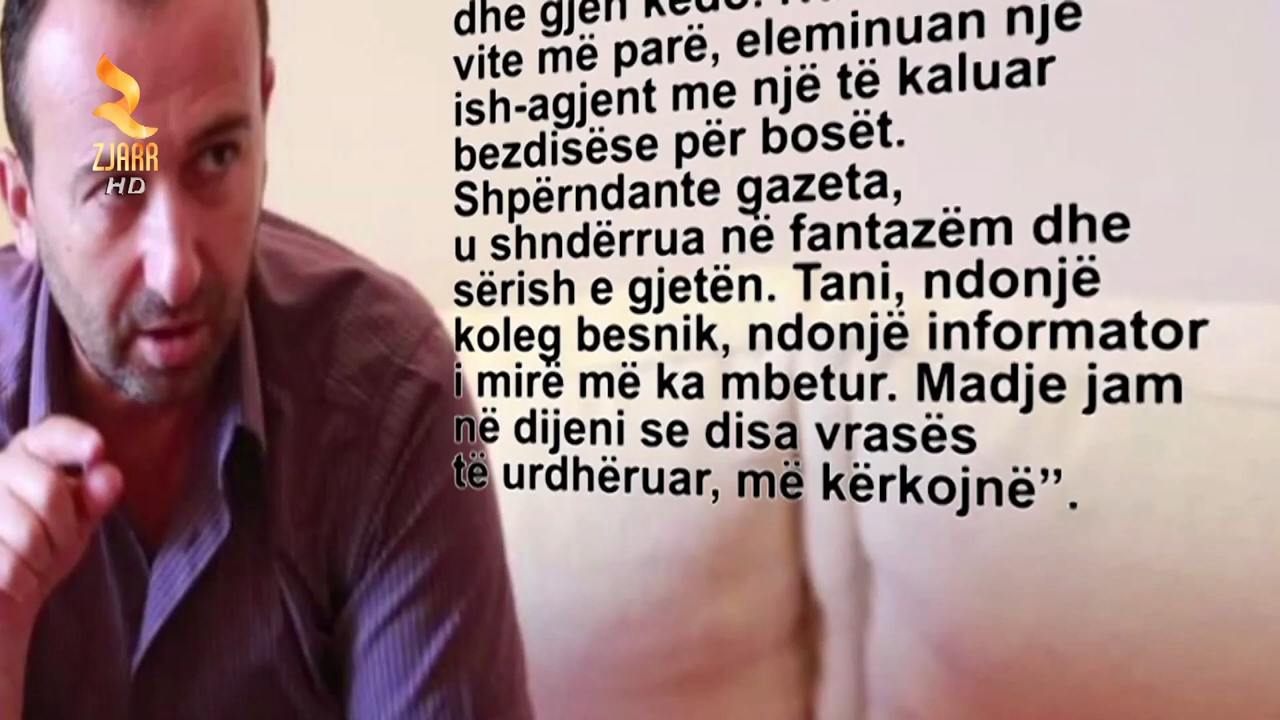 dhe gjen
vite më parë, eleminuan një
ish-agjent me një të kaluar
bezdisëse për bosët.
Shpërndante gazeta,
u shndërrua në fantazëm dhe
sërish e gjetën. Tani, ndonjë
koleg besnik, ndonjë informator
i mirë më ka mbetur. Madje jam
në dijeni se disa vrasës
të urdhëruar, më kërkojnë”.
ZJARR
HD